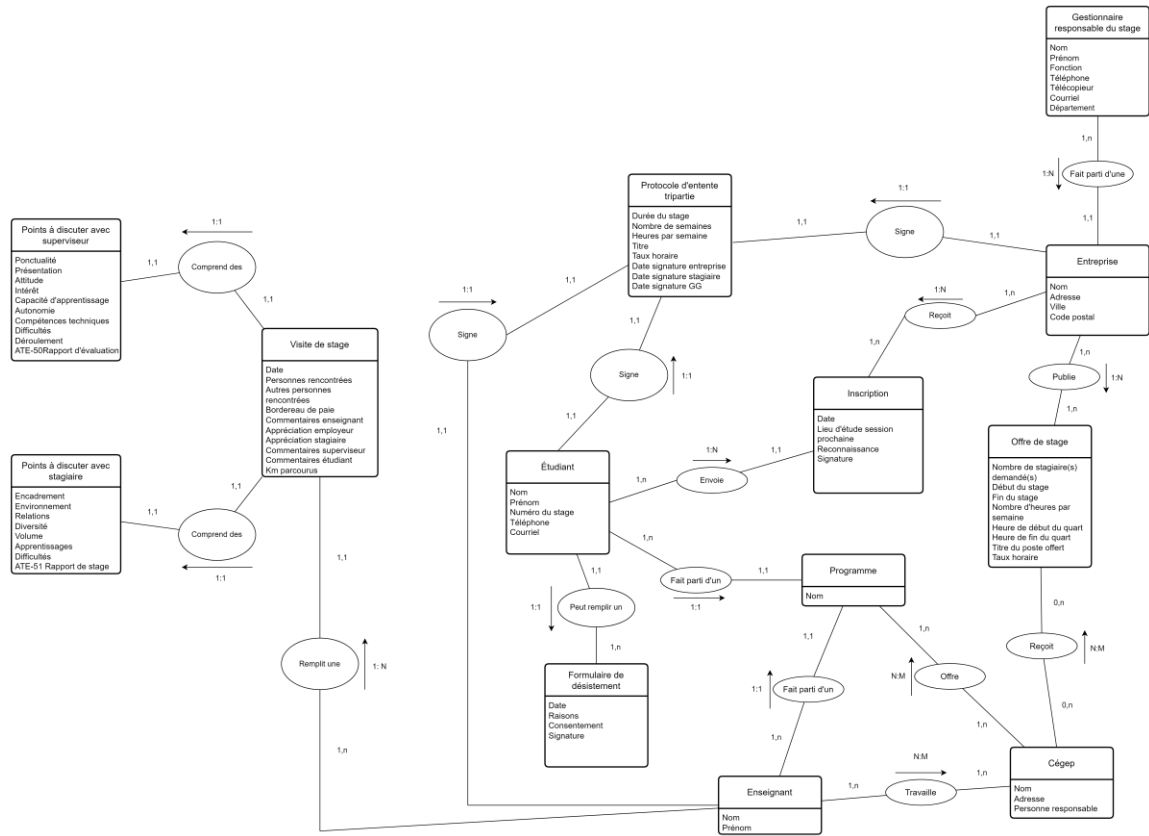 Gestionnaire
responsable du stage
Nom
Prénom
Fonction
Téléphone
Télécopieur
Courriel
Département
1,n
1:N
Fait parti d'une
1,1
Protocole d'entente
tripartie
Durée du stage
Nombre de semaines
Heures par semaine
Titre
Taux horaire
Date signature entreprise
Date signature stagiaire
Date signature GG
1:1
Signe
1,1
1,1
Entreprise
Nom
Adresse
Ville
Code postal
Points à discuter avec
superviseur
Ponctualité
Présentation
Attitude
Intérêt
Capacité d'apprentissage
Autonomie
Compétences techniques
Difficultés
Déroulement
ATE-50Rapport d'évaluation
1:1
Comprend des
1,1
1,1
Visite de stage
Date
Personnes rencontrées
Autres personnes
rencontrées
Bordereau de paie
Commentaires enseignant
Appréciation employeur
Appréciation stagiaire
Commentaires superviseur
Commentaires étudiant
Km parcourus
1:1
Signe
1,1
1,1
1,1
Signe
1:1
1,1
1:N
Reçoit
1,n
1,n
Inscription
Date
Lieu d'étude session
prochaine
Reconnaissance
Signature
1,n
Publie
1:N
1,n
Offre de stage
Nombre de stagiaire(s)
demandé(s)
Début du stage
Fin du stage
Nombre d'heures par
semaine
Heure de début du quart
Heure de fin du quart
Titre du poste offert
Taux horaire
Points à discuter avec
stagiaire
Encadrement
Environnement
Relations
Diversité
Volume
Apprentissages
Difficultés
ATE-51 Rapport de stage
1,1
1,1
Comprend des
1:1
Étudiant
Nom
Prénom
Numéro du stage
Téléphone
Courriel
1:N
1,n
Envoie
1,1
1,n
Fait parti d'un
1,1
1:1
Programme
Nom
1,1
1:1
Peut remplir un
1,n
Formulaire de
désistement
Date
Raisons
Consentement
Signature
1,1
Remplit une
1: N
1,n
1,1
1:1
Fait parti d'un
1,n
1,n
N:M
Offre
1,n
0,n
Reçoit
N:M
0,n
Enseignant
Nom
Prénom
N:M
1,n
Travaille
1,n
Cégep
Nom
Adresse
Personne responsable